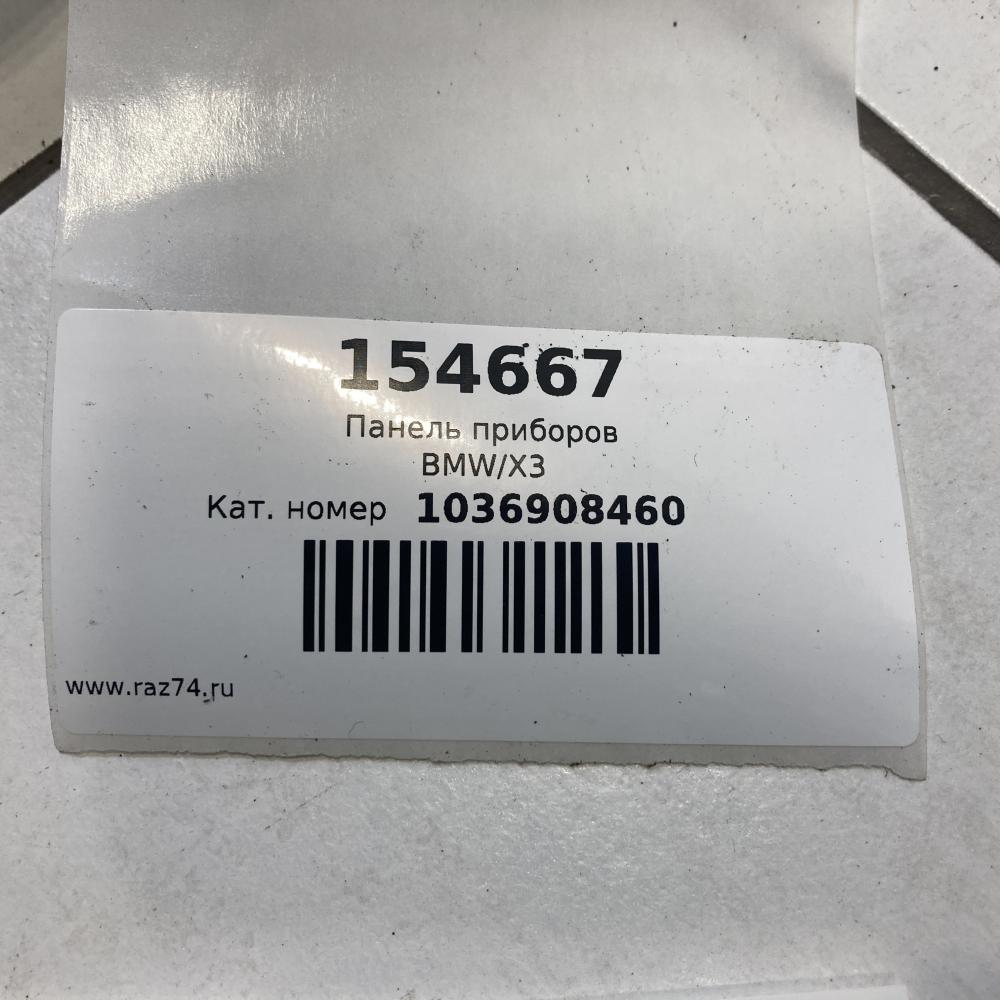 154667
Панель приборов
BMW/X3
Кат. номер 1036908460
www.raz74.ru